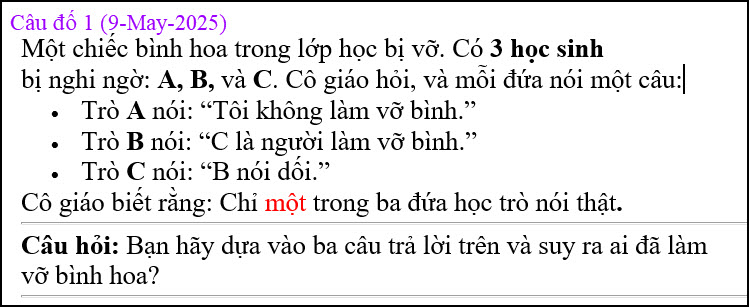 Câu đố 1 (9-May-2025)
Một chiếc bình hoa trong lớp học bị vỡ. Có 3 học sinh
bị nghi ngờ: A, B, và C. Cô giáo hỏi, và mỗi đứa nói một câu:
• Trò A nói: “Tôi không làm vỡ bình.”
• Trò B nói: “C là người làm vỡ bình.”
• Trò C nói: “B nói dối.”
Cô giáo biết rằng: Chỉ một trong ba đứa học trò nói thật.
Câu hỏi: Bạn hãy dựa vào ba câu trả lời trên và suy ra ai đã làm
vỡ bình hoa?